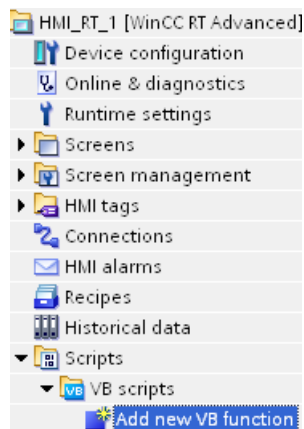 HMI_RT_1 [WinCC RT Advanced]
Device configuration
Online & diagnostics
Runtime settings
Screens
Screen management
HMI tags
Connections
HMI alarms
Recipes
Historical data
Scripts
VB VB scripts
Add new VB function